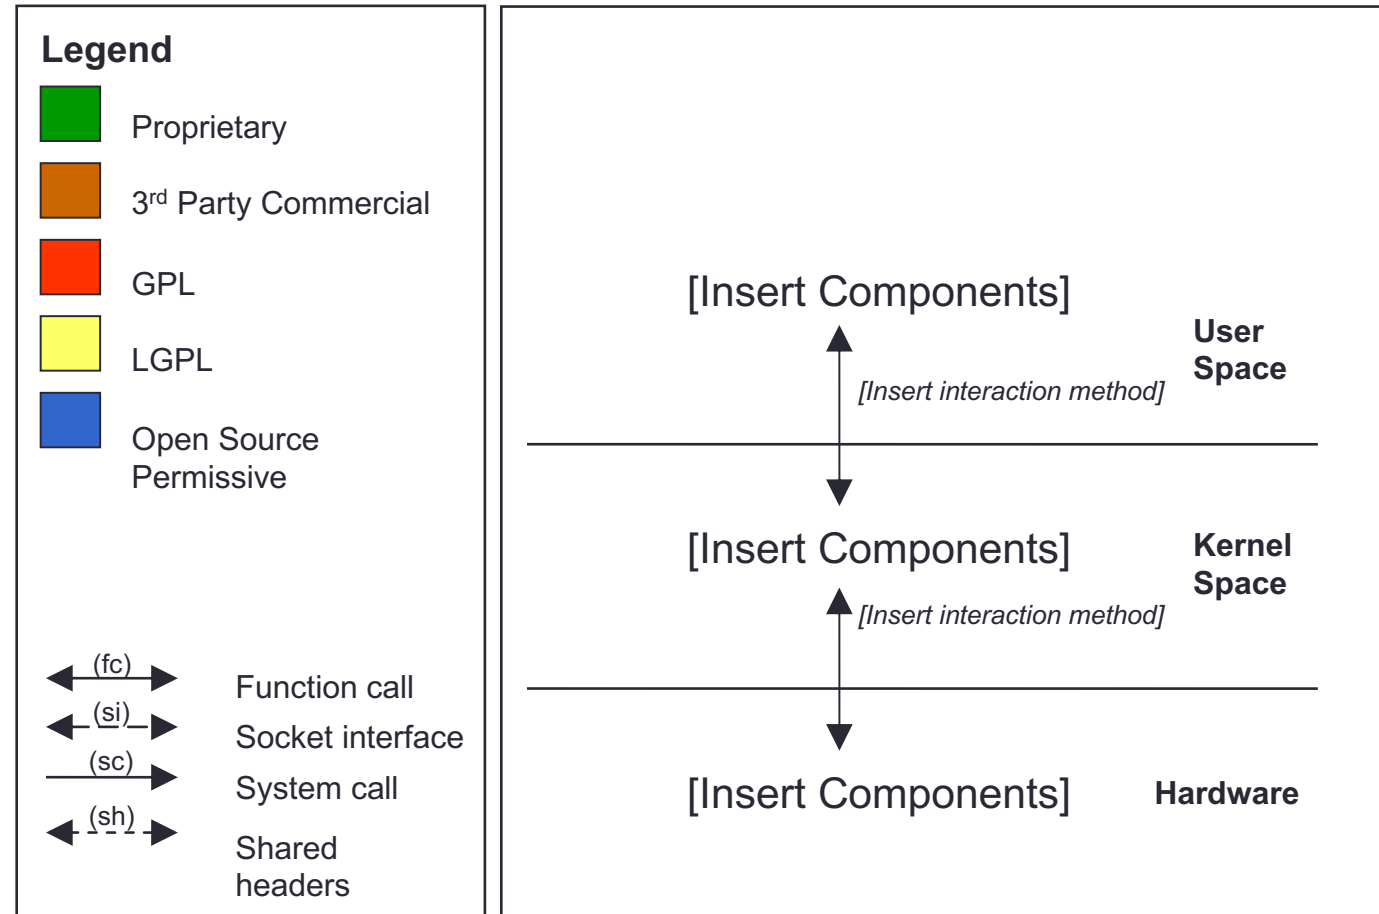 Legend
Proprietary
3rd Party Commercial
GPL
LGPL
Open Source
Permissive
(fc)
Function call
(si)
Socket interface
(sc)
System call
(sh)
Shared
headers
[Insert Components]
User
Space
[Insert interaction method]
[Insert Components]
Kernel
Space
[Insert interaction method]
[Insert Components]
Hardware